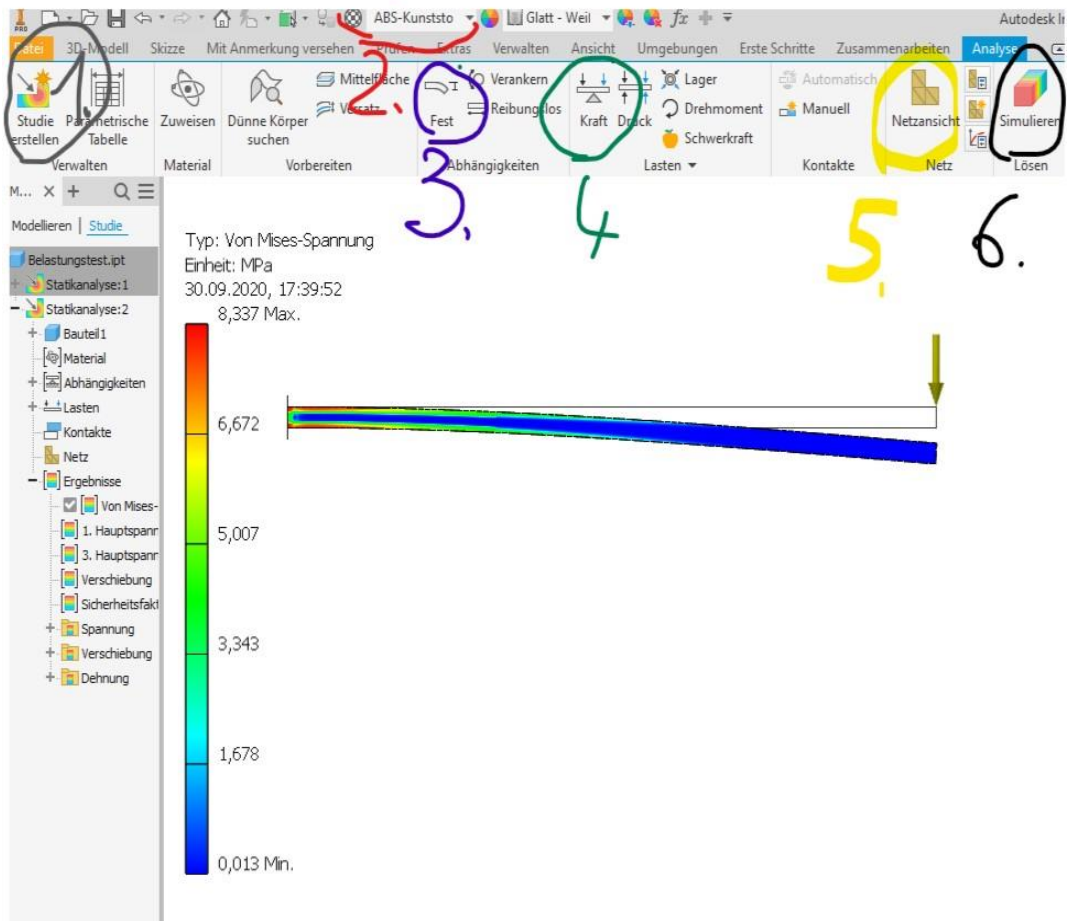 PRO
ABS-Kunststo
Glatt - Weil
fx
Autodesk In
Datei 3D-Modell Skizze Mit Anmerkung versehen Prüfen Extras Verwalten Ansicht Umgebungen Erste Schritte Zusammenarbeiten Analyse
1.
2.
Studie erstellen
Parametrische Tabelle
Zuweisen
Dünne Körper suchen
Mittelfläche
Versatz
Fest
Verankern
Reibungslos
Kraft
Druck
Lager
Drehmoment
Schwerkraft
Automatisch
Manuell
Netzansicht
Simulieren
Verwalten Material Vorbereiten Abhängigkeiten Lasten Kontakte Netz Lösen
3.
4
5.
6.
M... × +
Modellieren | Studie
Belastungstest.ipt
Statikanalyse:1
Statikanalyse:2
Bauteil1
Material
Abhängigkeiten
Lasten
Kontakte
Netz
Ergebnisse
Von Mises-
1. Hauptspanr
3. Hauptspanr
Verschiebung
Sicherheitsfakt
Spannung
Verschiebung
Dehnung
Typ: Von Mises-Spannung
Einheit: MPa
30.09.2020, 17:39:52
8,337 Max.
6,672
5,007
3,343
1,678
0,013 Min.